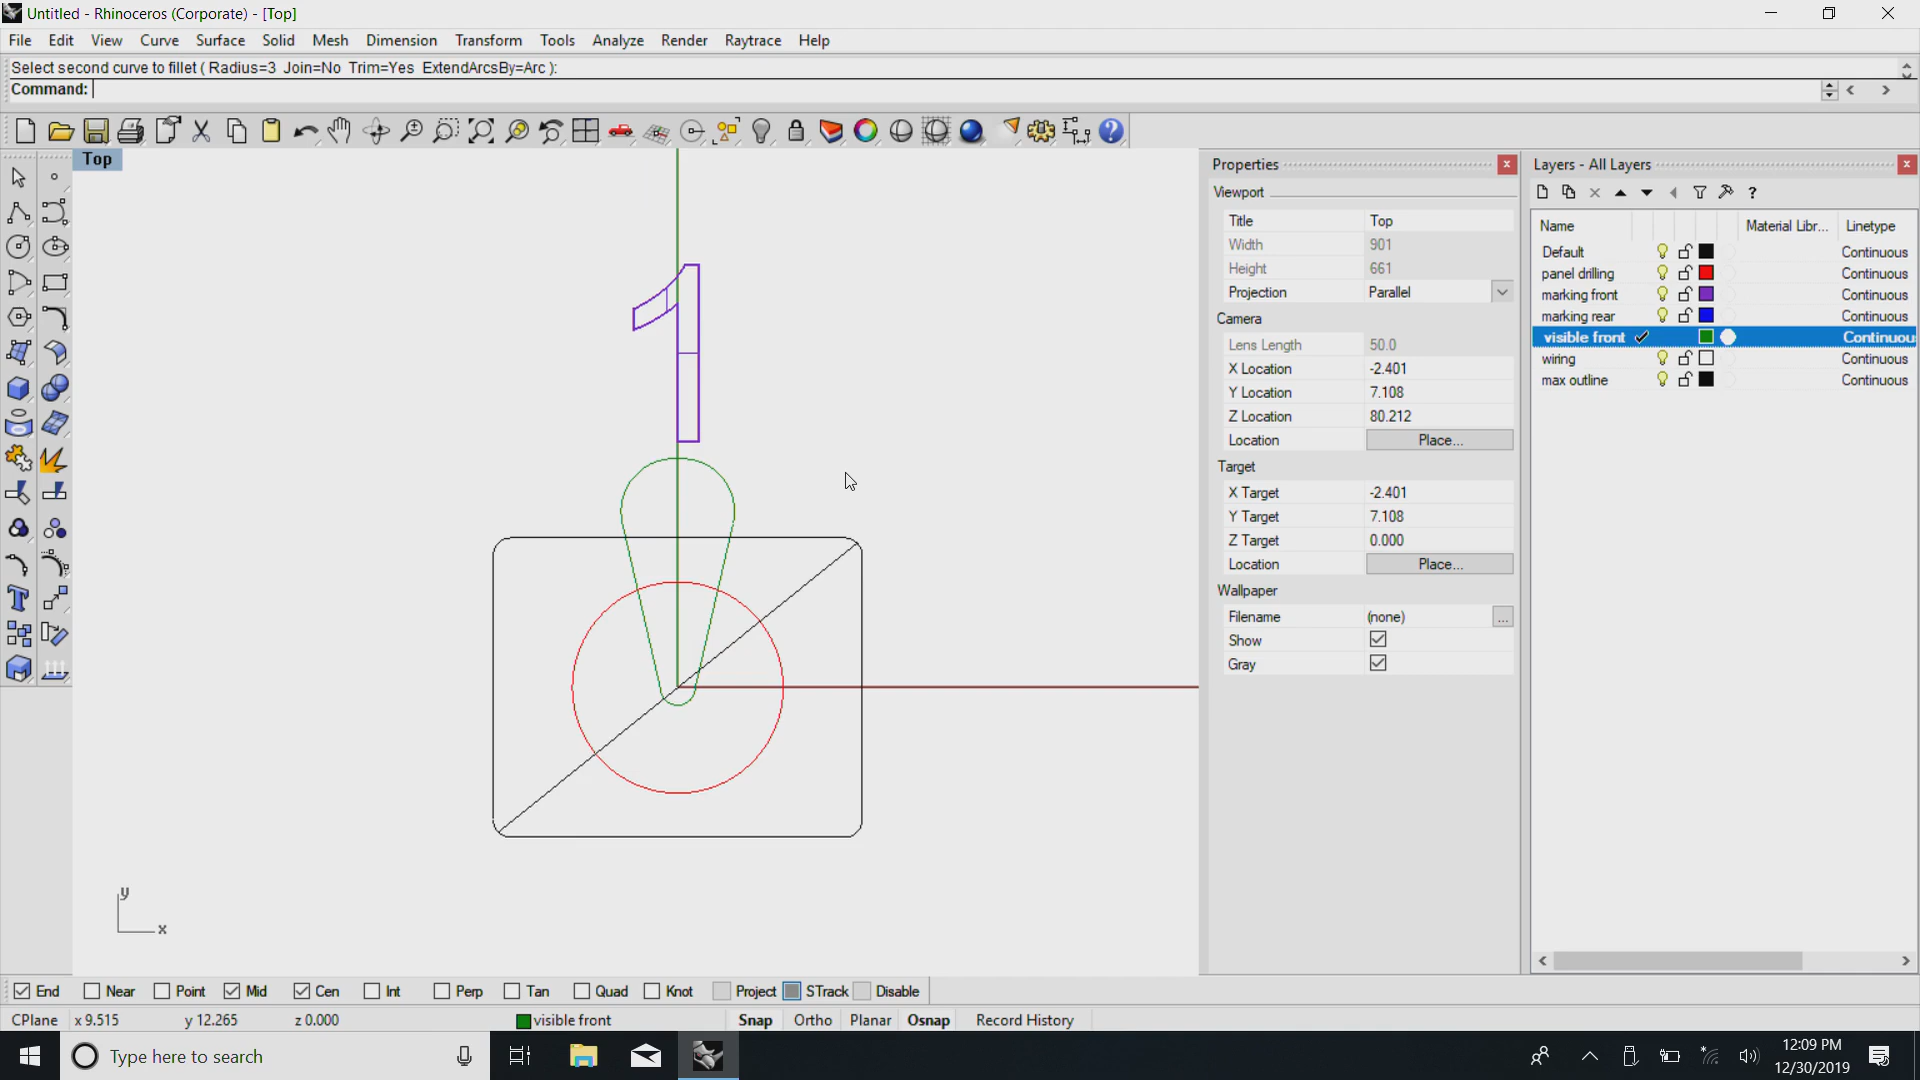 Untitled - Rhinoceros (Corporate) - [Top]
File Edit View Curve Surface Solid Mesh Dimension Transform Tools Analyze Render Raytrace Help
Select second curve to fillet ( Radius=3 Join=No Trim=Yes ExtendArcsBy=Arc ):
Command:
Top
1
y
x
Properties
Viewport
Title Top
Width 901
Height 661
Projection Parallel
Camera
Lens Length 50.0
X Location -2.401
Y Location 7.108
Z Location 80.212
Location Place...
Target
X Target -2.401
Y Target 7.108
Z Target 0.000
Location Place...
Wallpaper
Filename (none) ...
Show
Gray
Layers - All Layers
Name Material Libr... Linetype
Default Continuous
panel drilling Continuous
marking front Continuous
marking rear Continuous
visible front Continuou
wiring Continuous
max outline Continuous
End Near Point Mid Cen Int Perp Tan Quad Knot Project STrack Disable
CPlane x 9.515 y 12.265 z 0.000 visible front Snap Ortho Planar Osnap Record History
Type here to search
12:09 PM
12/30/2019